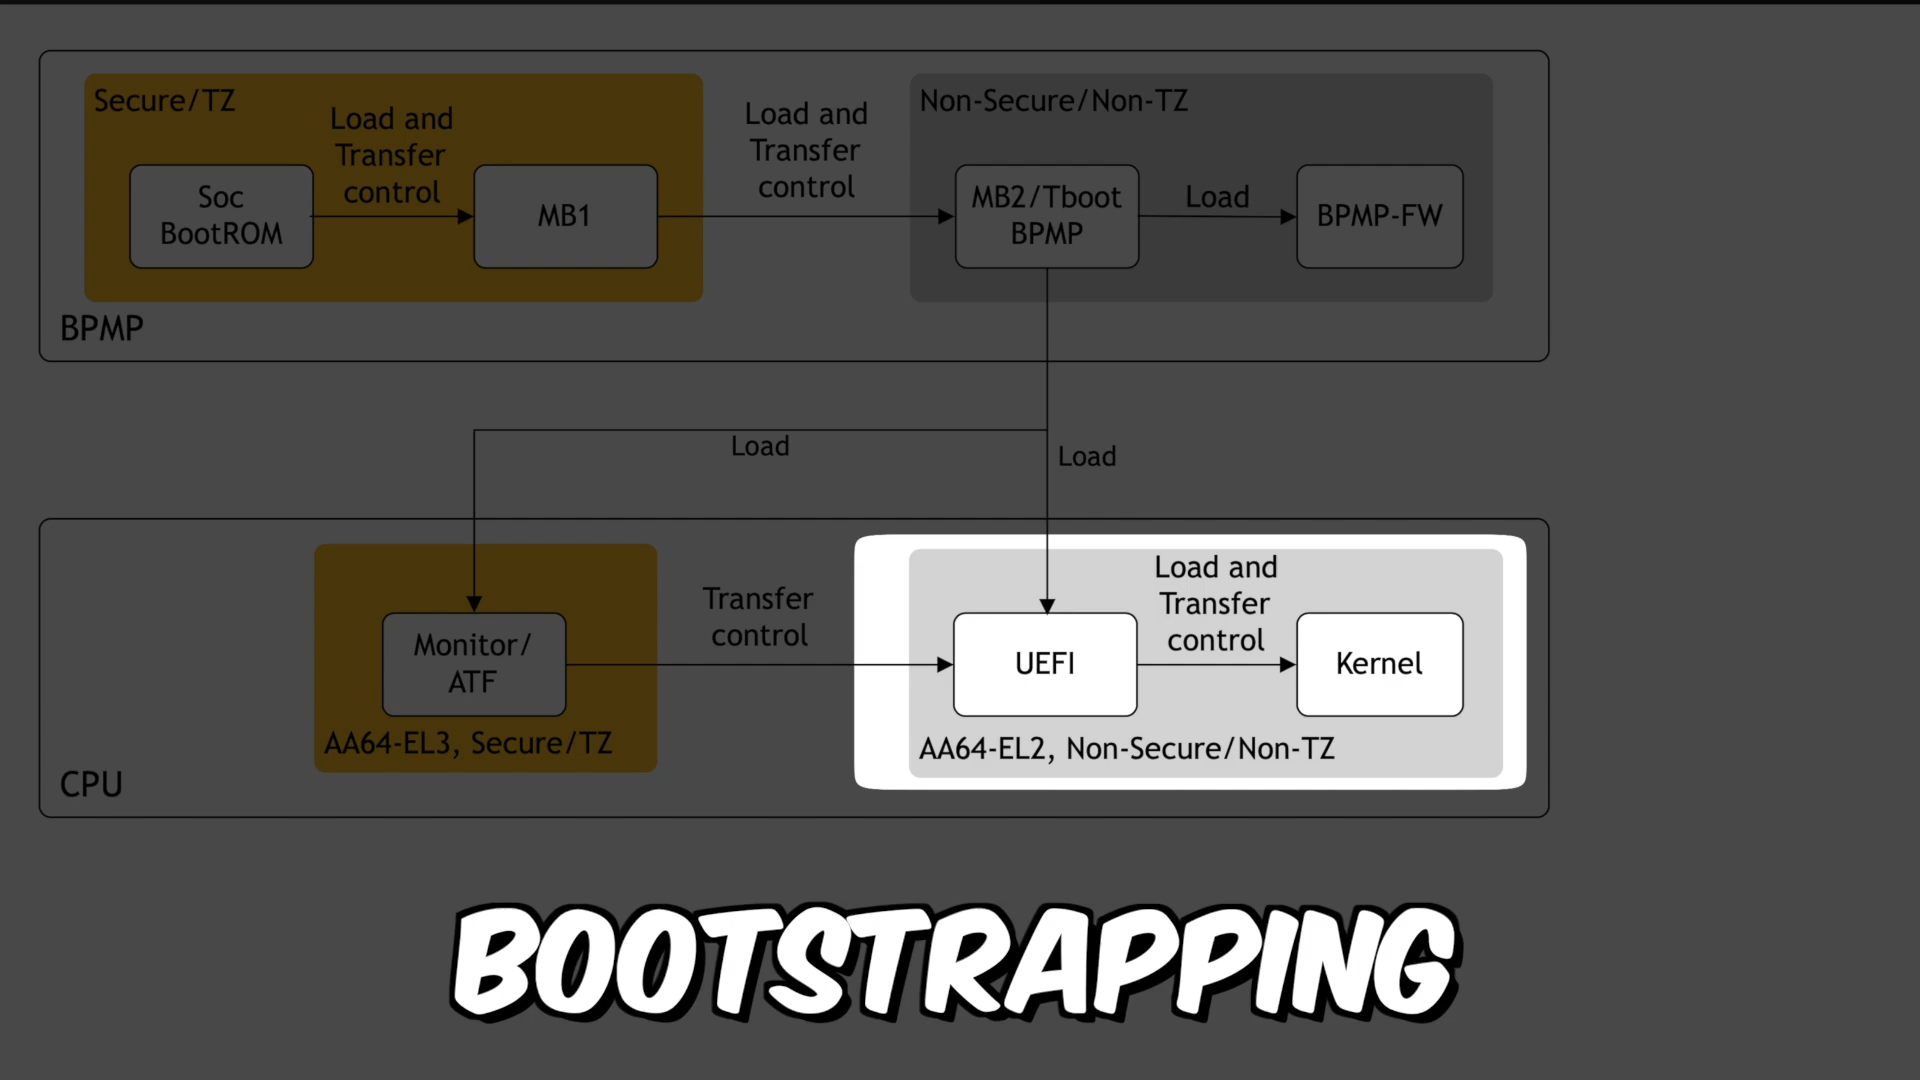 Secure/TZ
Load and
Transfer
control
Soc
BootROM
MB1
Load and
Transfer
control
Non-Secure/Non-TZ
MB2/Tboot
BPMP
Load
BPMP-FW
BPMP
Load
Load
Monitor/
ATF
AA64-EL3, Secure/TZ
Transfer
control
UEFI
Load and
Transfer
control
Kernel
AA64-EL2, Non-Secure/Non-TZ
CPU
BOOTSTRAPPING